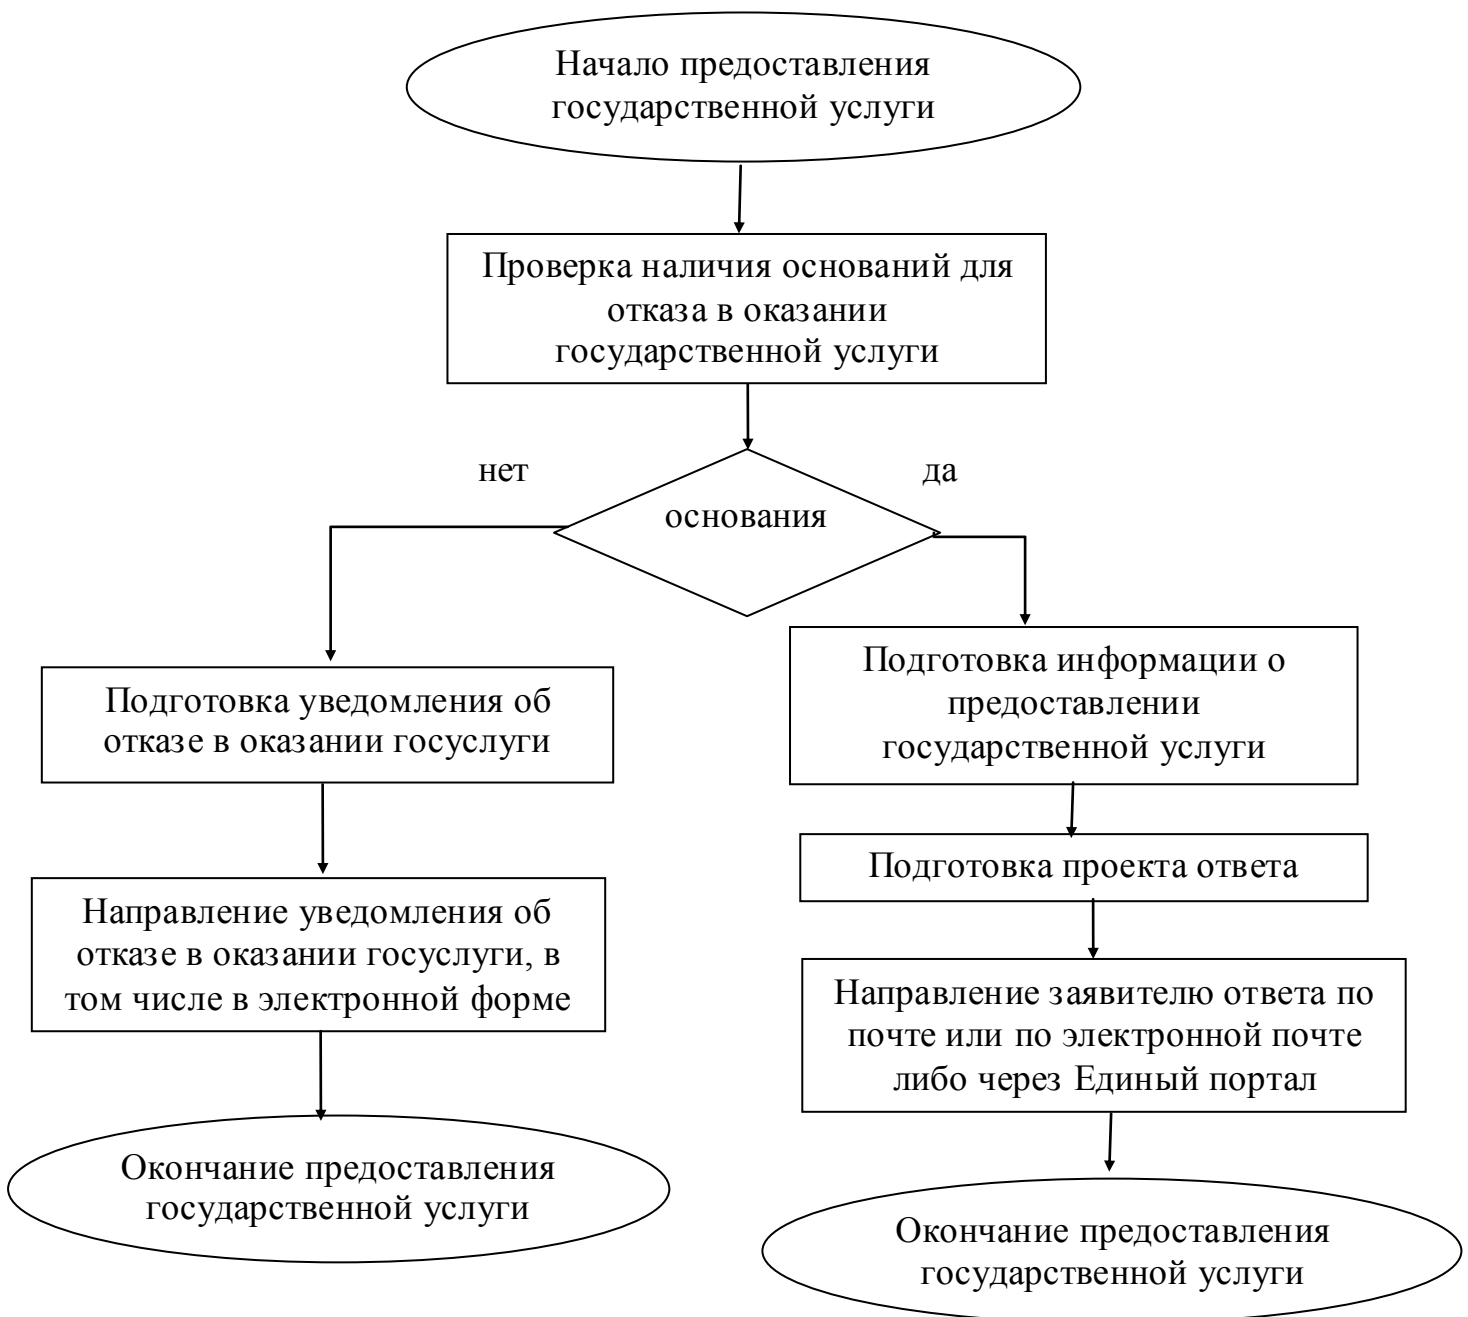 Начало предоставления
государственной услуги
Проверка наличия оснований для
отказа в оказании
государственной услуги
нет
да
основания
Подготовка уведомления об
отказе в оказании госуслуги
Направление уведомления об
отказе в оказании госуслуги, в
том числе в электронной форме
Окончание предоставления
государственной услуги
Подготовка информации о
предоставлении
государственной услуги
Подготовка проекта ответа
Направление заявителю ответа по
почте или по электронной почте
либо через Единый портал
Окончание предоставления
государственной услуги